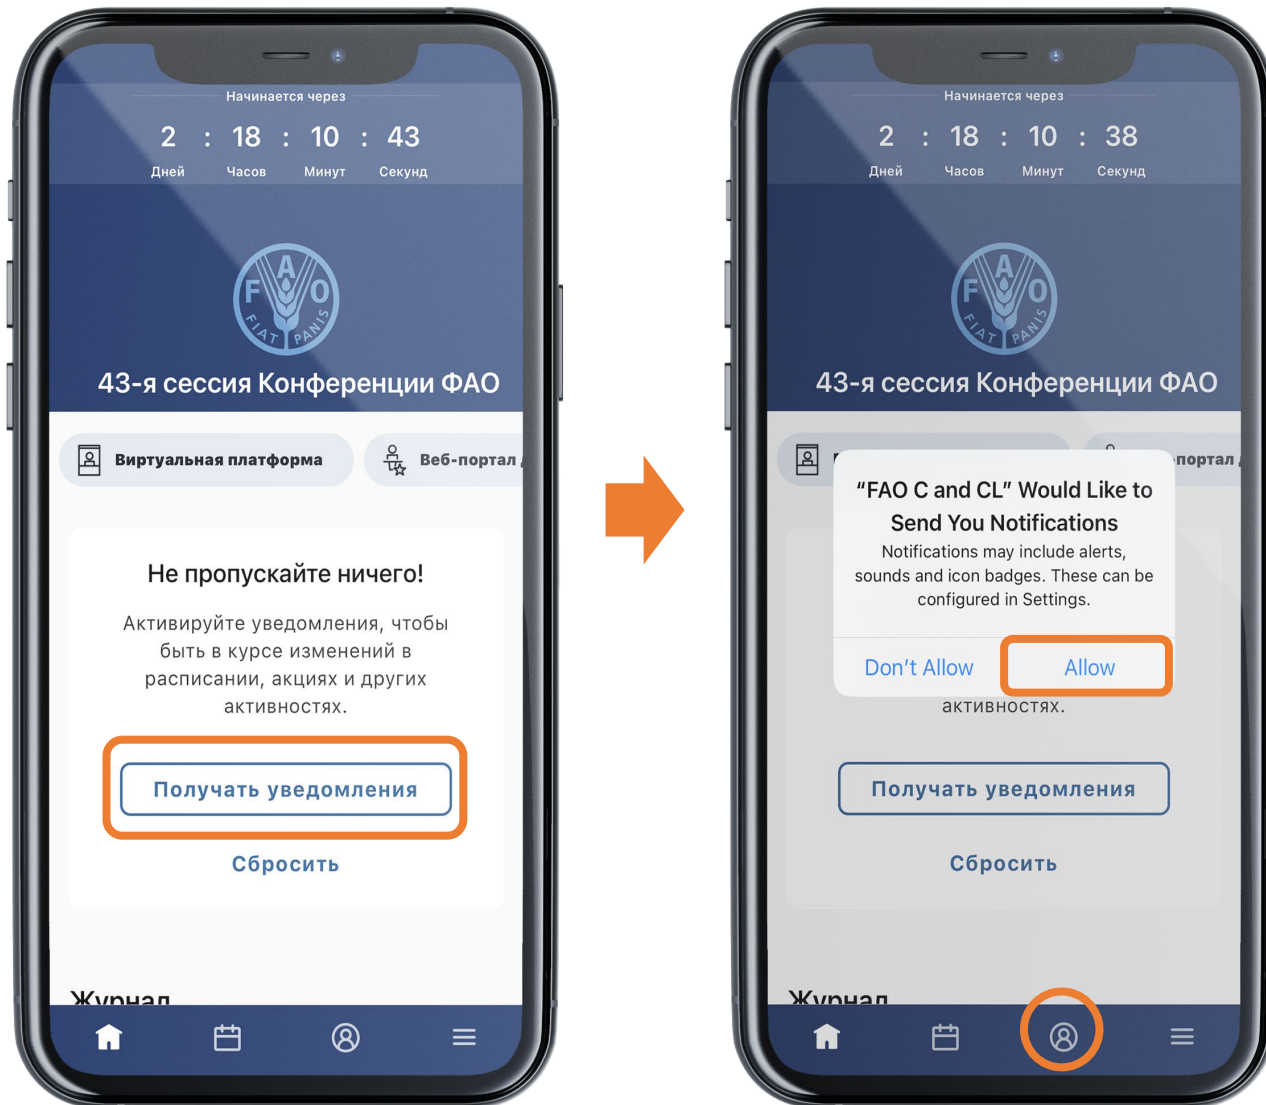 Начинается через
2 : 18 : 10 : 43
Дней Часов Минут Секунд
FAO
FIAT PANIS
43-я сессия Конференции ФАО
Виртуальная платформа
Веб-портал
Не пропускайте ничего!
Активируйте уведомления, чтобы
быть в курсе изменений в
расписании, акциях и других
активностях.
Получать уведомления
Сбросить
Журнал
Начинается через
2 : 18 : 10 : 38
Дней Часов Минут Секунд
FAO
FIAT PANIS
43-я сессия Конференции ФАО
-портал
“FAO C and CL” Would Like to
Send You Notifications
Notifications may include alerts,
sounds and icon badges. These can be
configured in Settings.
Don’t Allow
Allow
активностях.
Получать уведомления
Сбросить
Журнал